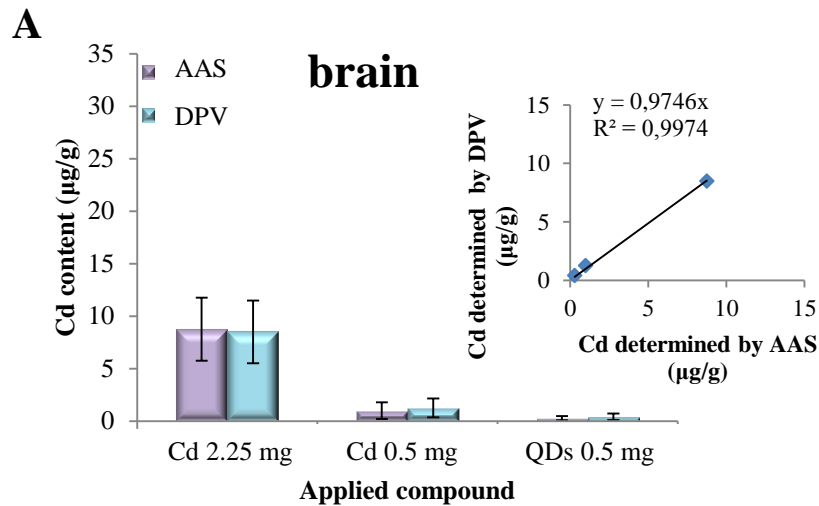 A
brain
AAS
DPV
35
30
25
20
15
10
5
0
Cd content (µg/g)
Cd 2.25 mg
Cd 0.5 mg
QDs 0.5 mg
Applied compound
y = 0,9746x
R² = 0,9974
15
10
5
0
Cd determined by DPV
(µg/g)
0
5
10
15
Cd determined by AAS
(µg/g)